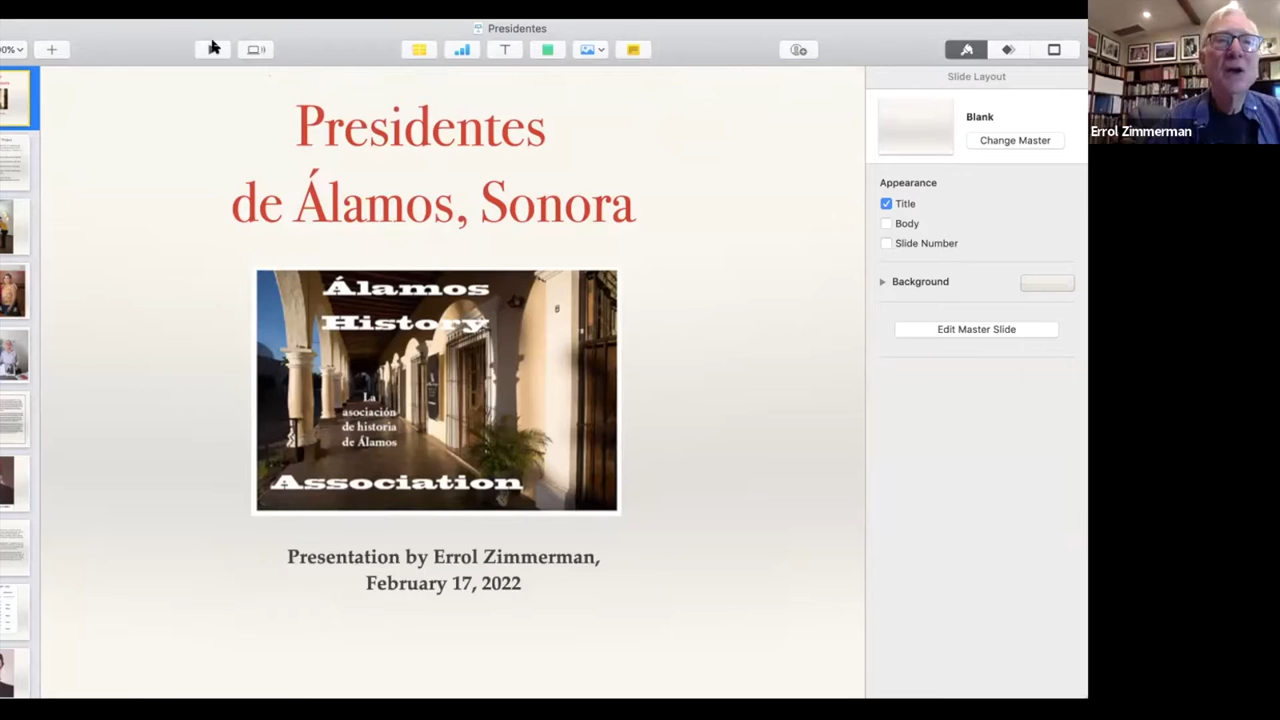 Presidentes
0%
Slide Layout
Blank
Change Master
Appearance
Title
Body
Slide Number
Background
Edit Master Slide
Presidentes
de Álamos, Sonora
Álamos
History
La
asociación
de historia
de Álamos
Association
Presentation by Errol Zimmerman,
February 17, 2022
Errol Zimmerman